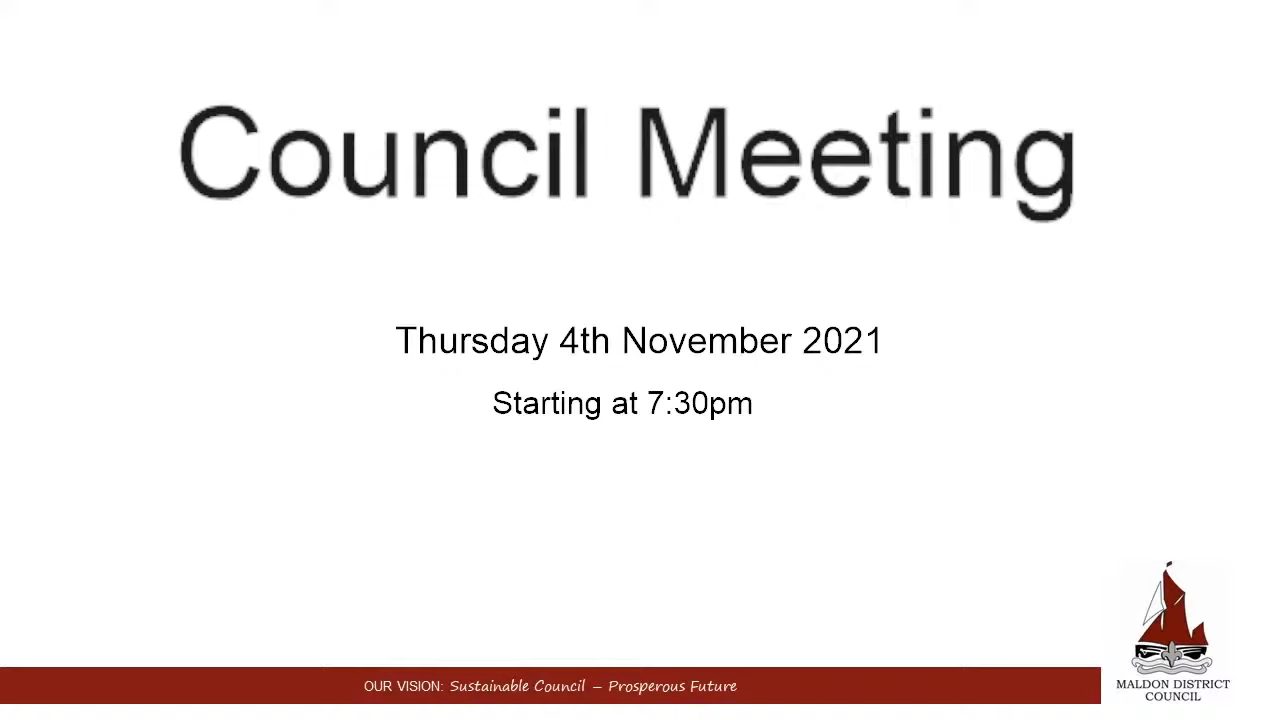 Council Meeting
Thursday 4th November 2021
Starting at 7:30pm
OUR VISION: Sustainable Council – Prosperous Future
MALDON DISTRICT
COUNCIL